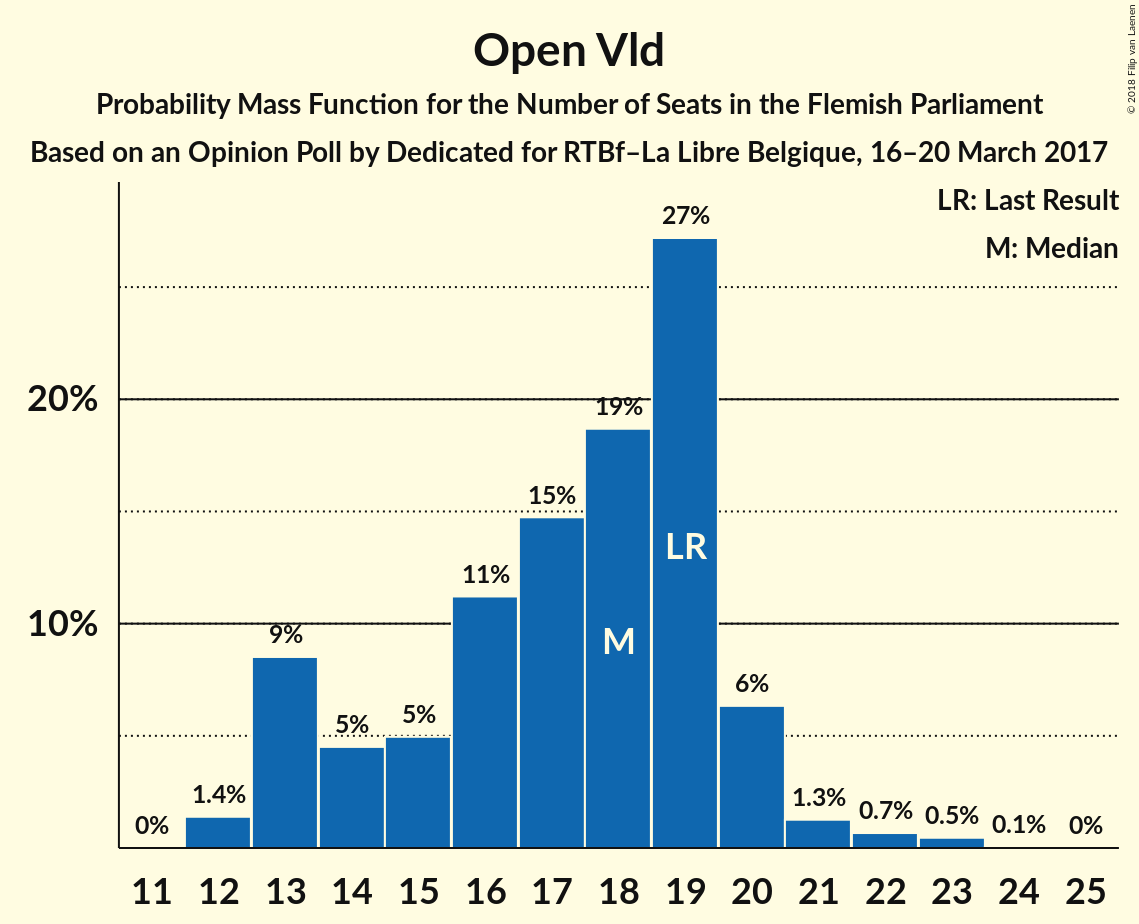 Open Vld
Probability Mass Function for the Number of Seats in the Flemish Parliament
Based on an Opinion Poll by Dedicated for RTBf–La Libre Belgique, 16–20 March 2017
© 2018 Filip van Laenen
LR: Last Result
M: Median
20%
10%
0%
1.4%
9%
5%
5%
11%
15%
19%
27%
6%
1.3%
0.7%
0.5%
0.1%
0%
M
LR
11 12 13 14 15 16 17 18 19 20 21 22 23 24 25